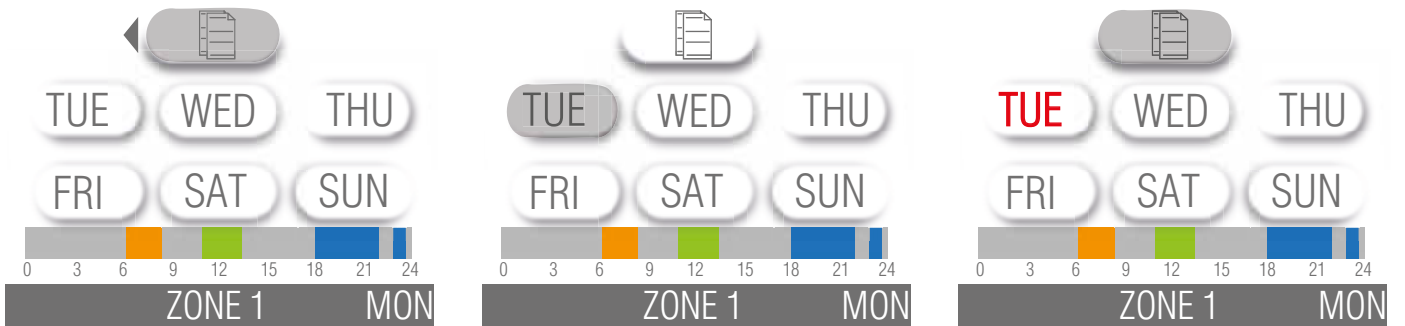 TUE WED THU
FRI SAT SUN
0 3 6 9 12 15 18 21 24
ZONE 1 MON
TUE WED THU
FRI SAT SUN
0 3 6 9 12 15 18 21 24
ZONE 1 MON
TUE WED THU
FRI SAT SUN
0 3 6 9 12 15 18 21 24
ZONE 1 MON